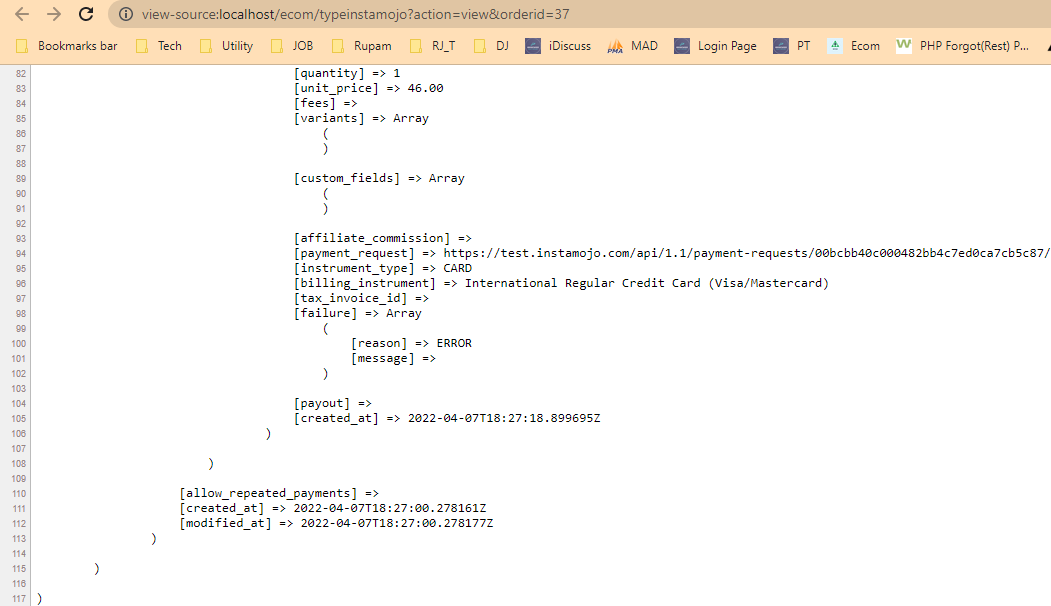 view-source:localhost/ecom/typeinstamojo?action=view&orderid=37
Bookmarks bar Tech Utility JOB Rupam RJ_T DJ iDiscuss MAD Login Page PT Ecom PHP Forgot(Rest) P...
82 [quantity] => 1
83 [unit_price] => 46.00
84 [fees] =>
85 [variants] => Array
86 (
87 )
88
89 [custom_fields] => Array
90 (
91 )
92
93 [affiliate_commission] =>
94 [payment_request] => https://test.instamojo.com/api/1.1/payment-requests/00bcbb40c000482bb4c7ed0ca7cb5c87/
95 [instrument_type] => CARD
96 [billing_instrument] => International Regular Credit Card (Visa/Mastercard)
97 [tax_invoice_id] =>
98 [failure] => Array
99 (
100 [reason] => ERROR
101 [message] =>
102 )
103
104 [payout] =>
105 [created_at] => 2022-04-07T18:27:18.899695Z
106 )
107
108 )
109
110 [allow_repeated_payments] =>
111 [created_at] => 2022-04-07T18:27:00.278161Z
112 [modified_at] => 2022-04-07T18:27:00.278177Z
113 )
114
115 )
116
117 )